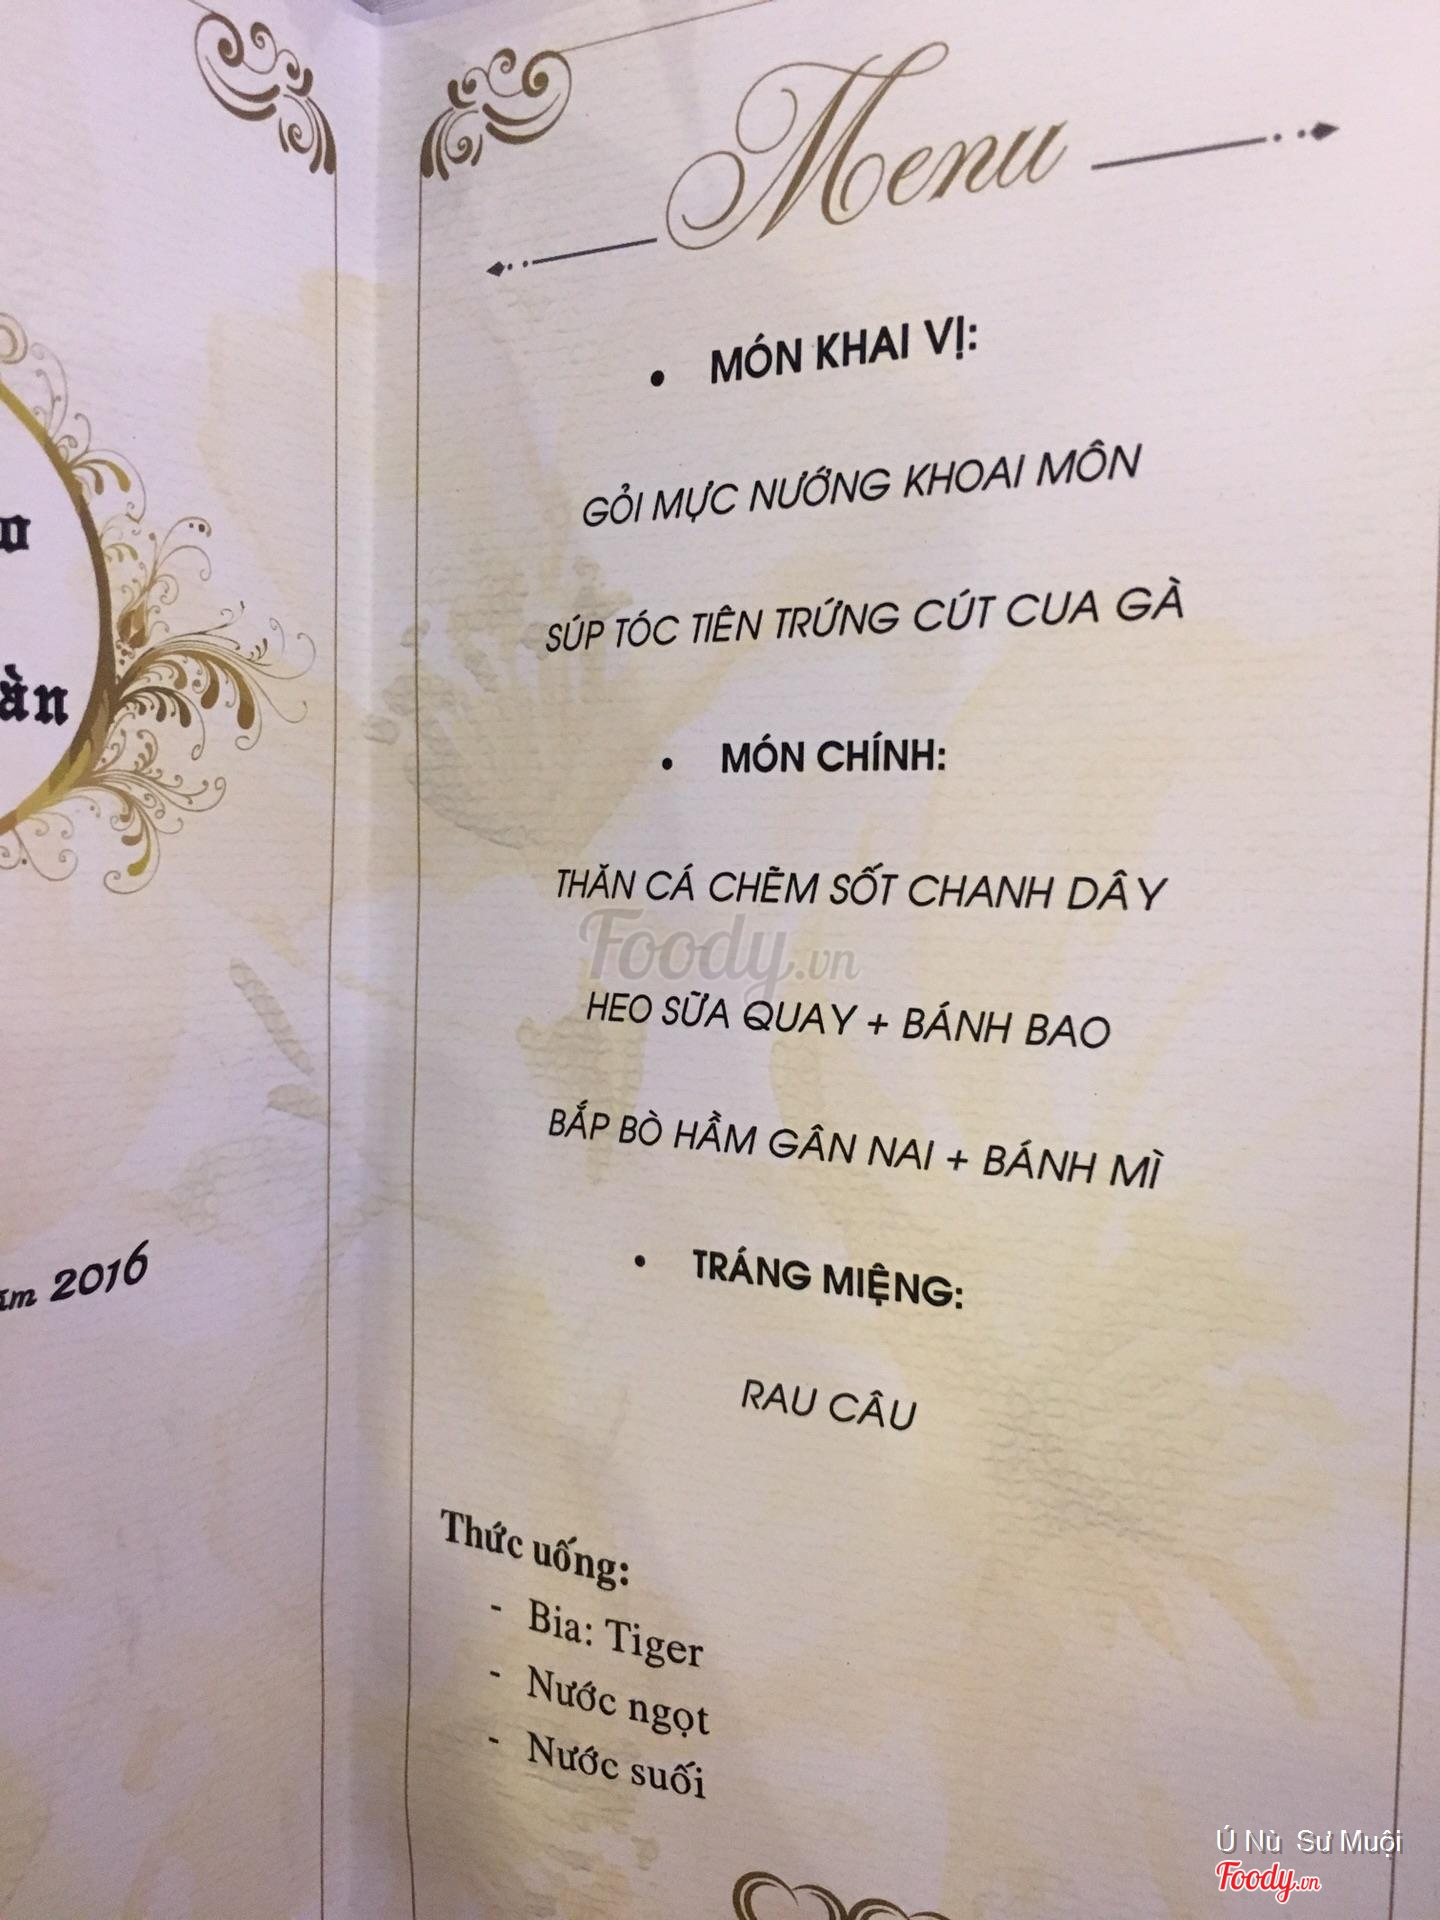 Menu
• MÓN KHAI VỊ:
GỎI MỰC NƯỚNG KHOAI MÔN
SÚP TÓC TIÊN TRỨNG CÚT CUA GÀ
• MÓN CHÍNH:
THĂN CÁ CHẼM SỐT CHANH DÂY
Foody.vn
HEO SỮA QUAY + BÁNH BAO
BẮP BÒ HẦM GÂN NAI + BÁNH MÌ
• TRÁNG MIỆNG:
RAU CÂU
Thức uống:
- Bia: Tiger
- Nước ngọt
- Nước suối
2016
Ú Nù Sư Muội
Foody.vn